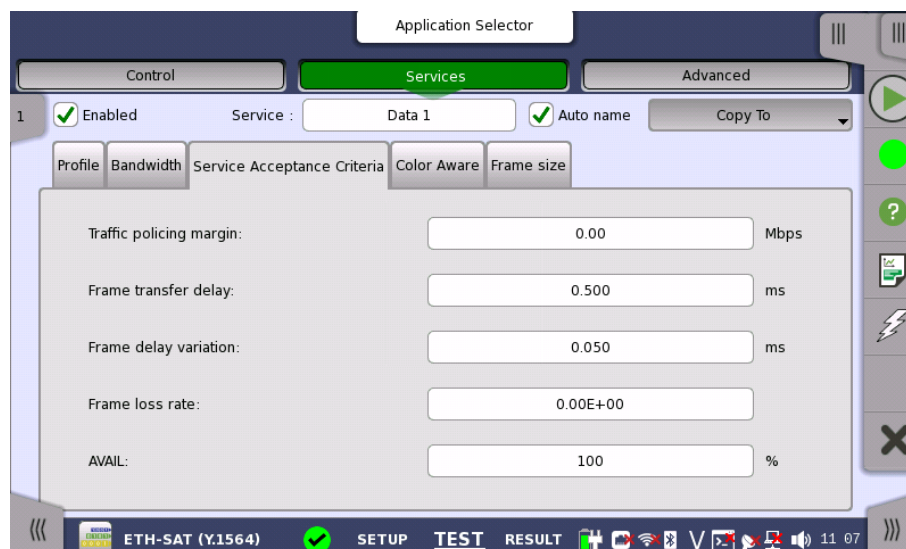 Application Selector
Control Services Advanced
1 Enabled Service : Data 1 Auto name Copy To
Profile Bandwidth Service Acceptance Criteria Color Aware Frame size
Traffic policing margin: 0.00 Mbps
Frame transfer delay: 0.500 ms
Frame delay variation: 0.050 ms
Frame loss rate: 0.00E+00
AVAIL: 100 %
ETH-SAT (Y.1564) SETUP TEST RESULT V 11 07